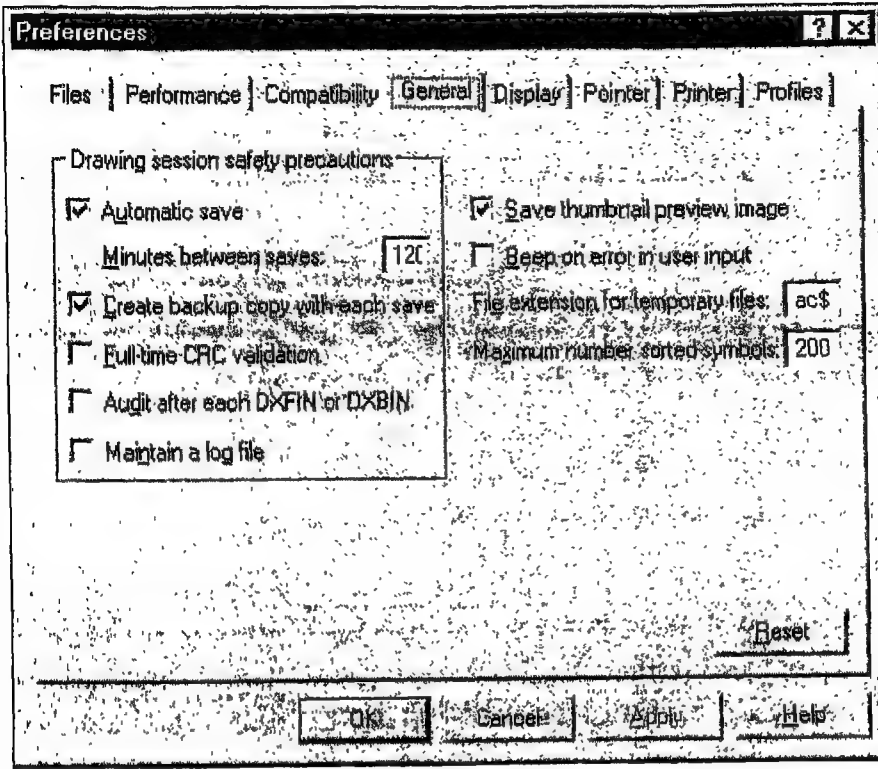 Preferences
? X
Files Performance Compatibility General Display Pointer Printer Profiles
Drawing session safety precautions
Automatic save
Minutes between saves: 120
Create backup copy with each save
Full-time CRC validation
Audit after each DXFIN or DXBIN
Maintain a log file
Save thumbnail preview image
Beep on error in user input
File extension for temporary files: ac$
Maximum number sorted symbols: 200
Reset
OK Cancel Apply Help